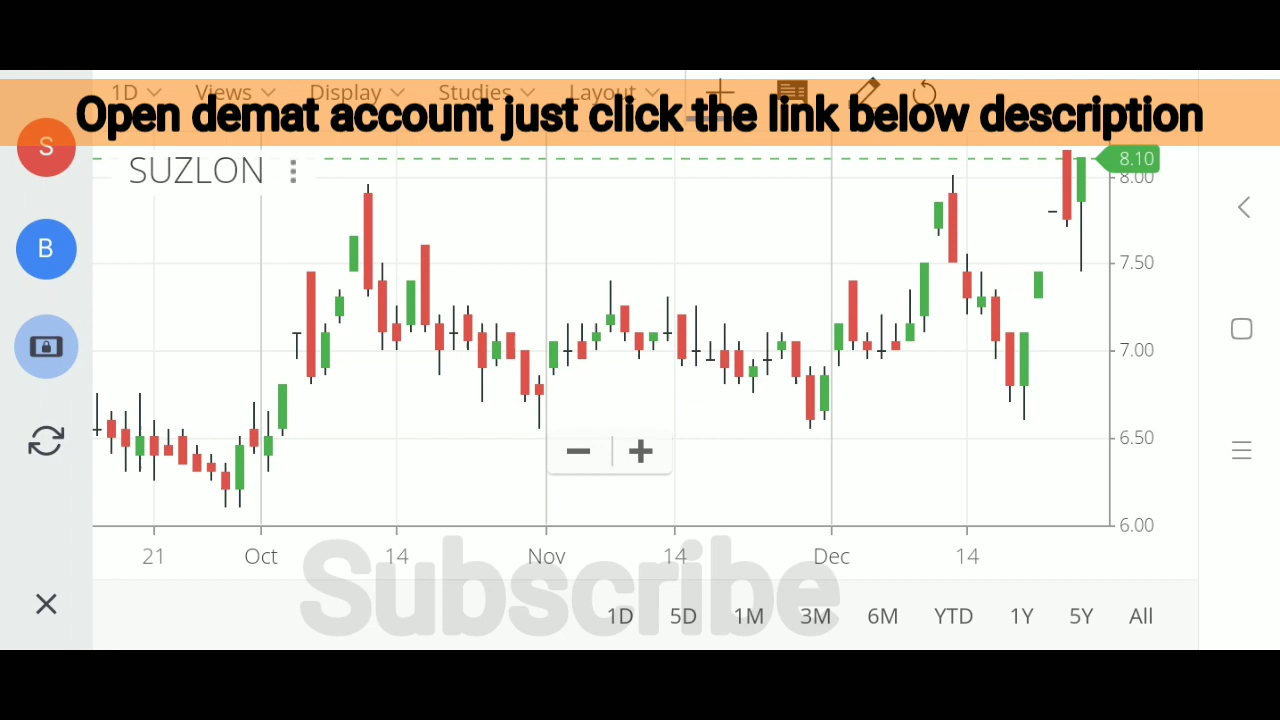 1D Views Display Studies Layout
Open demat account just click the link below description
S
SUZLON
8.10
8.00
B
7.50
7.00
6.50
6.00
21 Oct 14 Nov 14 Dec 14
Subscribe
1D 5D 1M 3M 6M YTD 1Y 5Y All